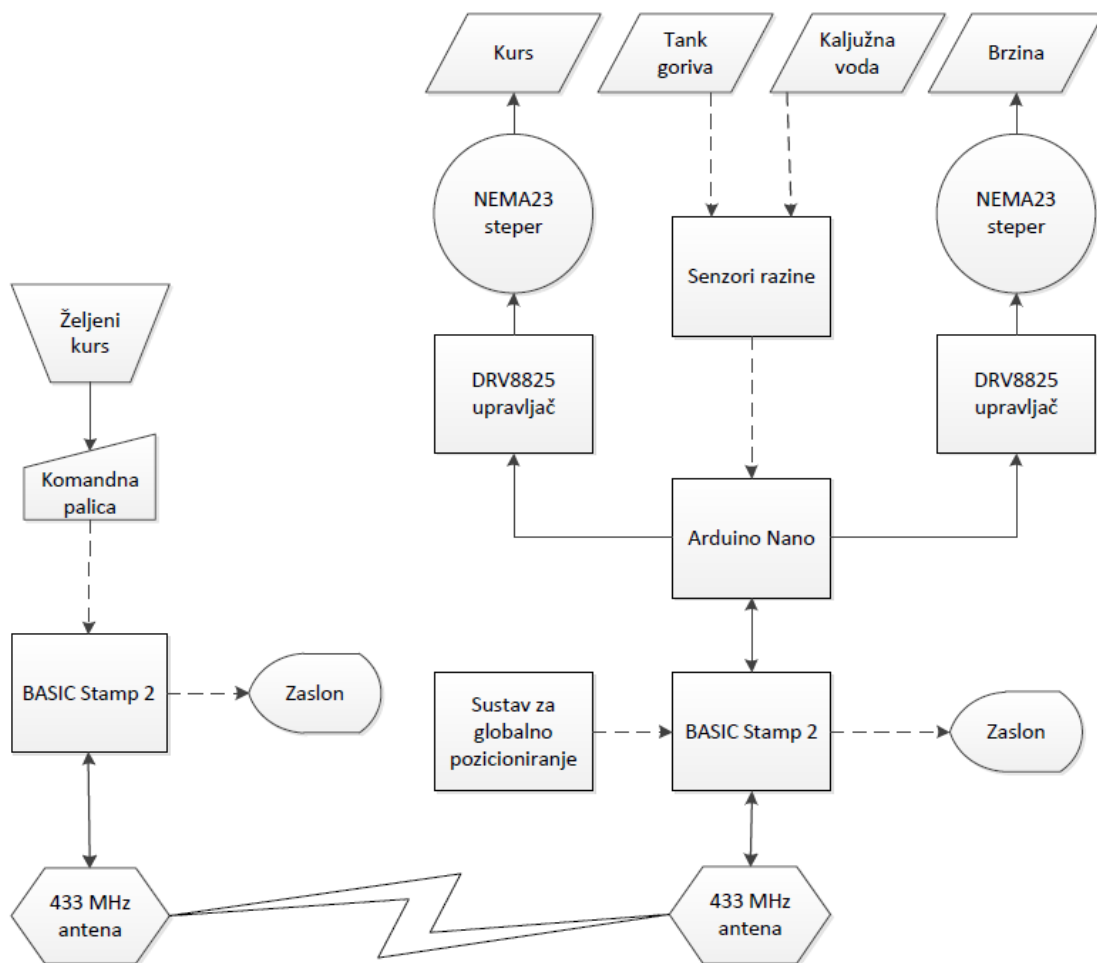 Kurs
Tank
goriva
Kaljužna
voda
Brzina
NEMA23
steper
NEMA23
steper
Senzori razine
Željeni
kurs
DRV8825
upravljač
DRV8825
upravljač
Komandna
palica
Arduino Nano
BASIC Stamp 2
Zaslon
Sustav za
globalno
pozicioniranje
BASIC Stamp 2
Zaslon
433 MHz
antena
433 MHz
antena